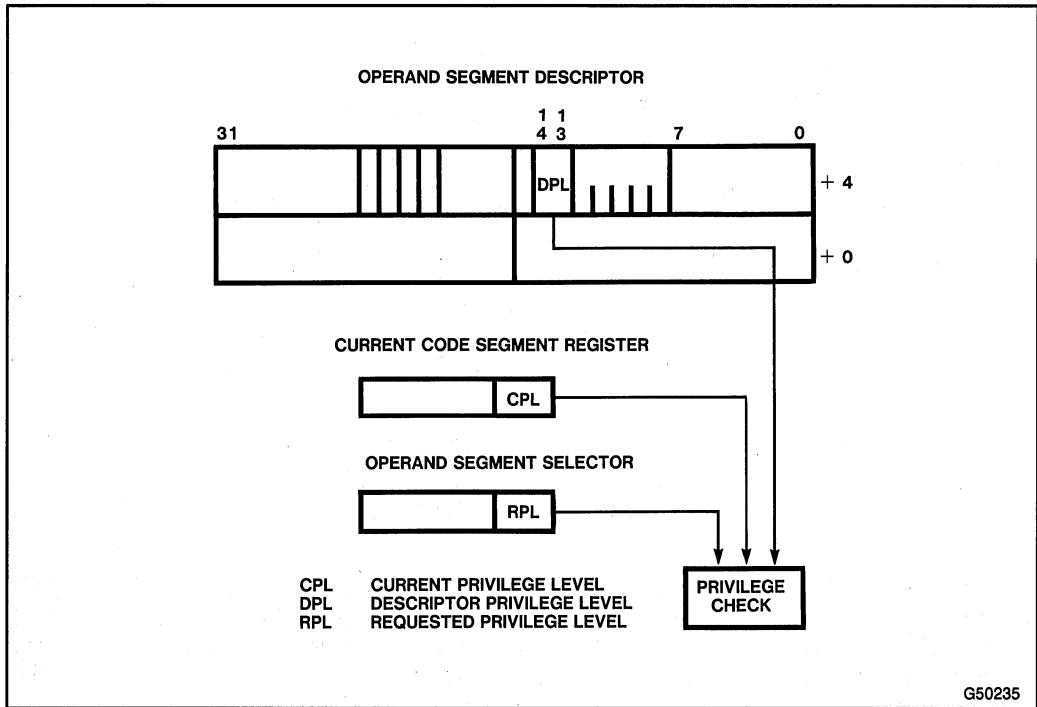 OPERAND SEGMENT DESCRIPTOR
1 1
31 4 3 7 0
DPL + 4
+ 0
CURRENT CODE SEGMENT REGISTER
CPL
OPERAND SEGMENT SELECTOR
RPL
CPL CURRENT PRIVILEGE LEVEL
DPL DESCRIPTOR PRIVILEGE LEVEL
RPL REQUESTED PRIVILEGE LEVEL
PRIVILEGE
CHECK
G50235